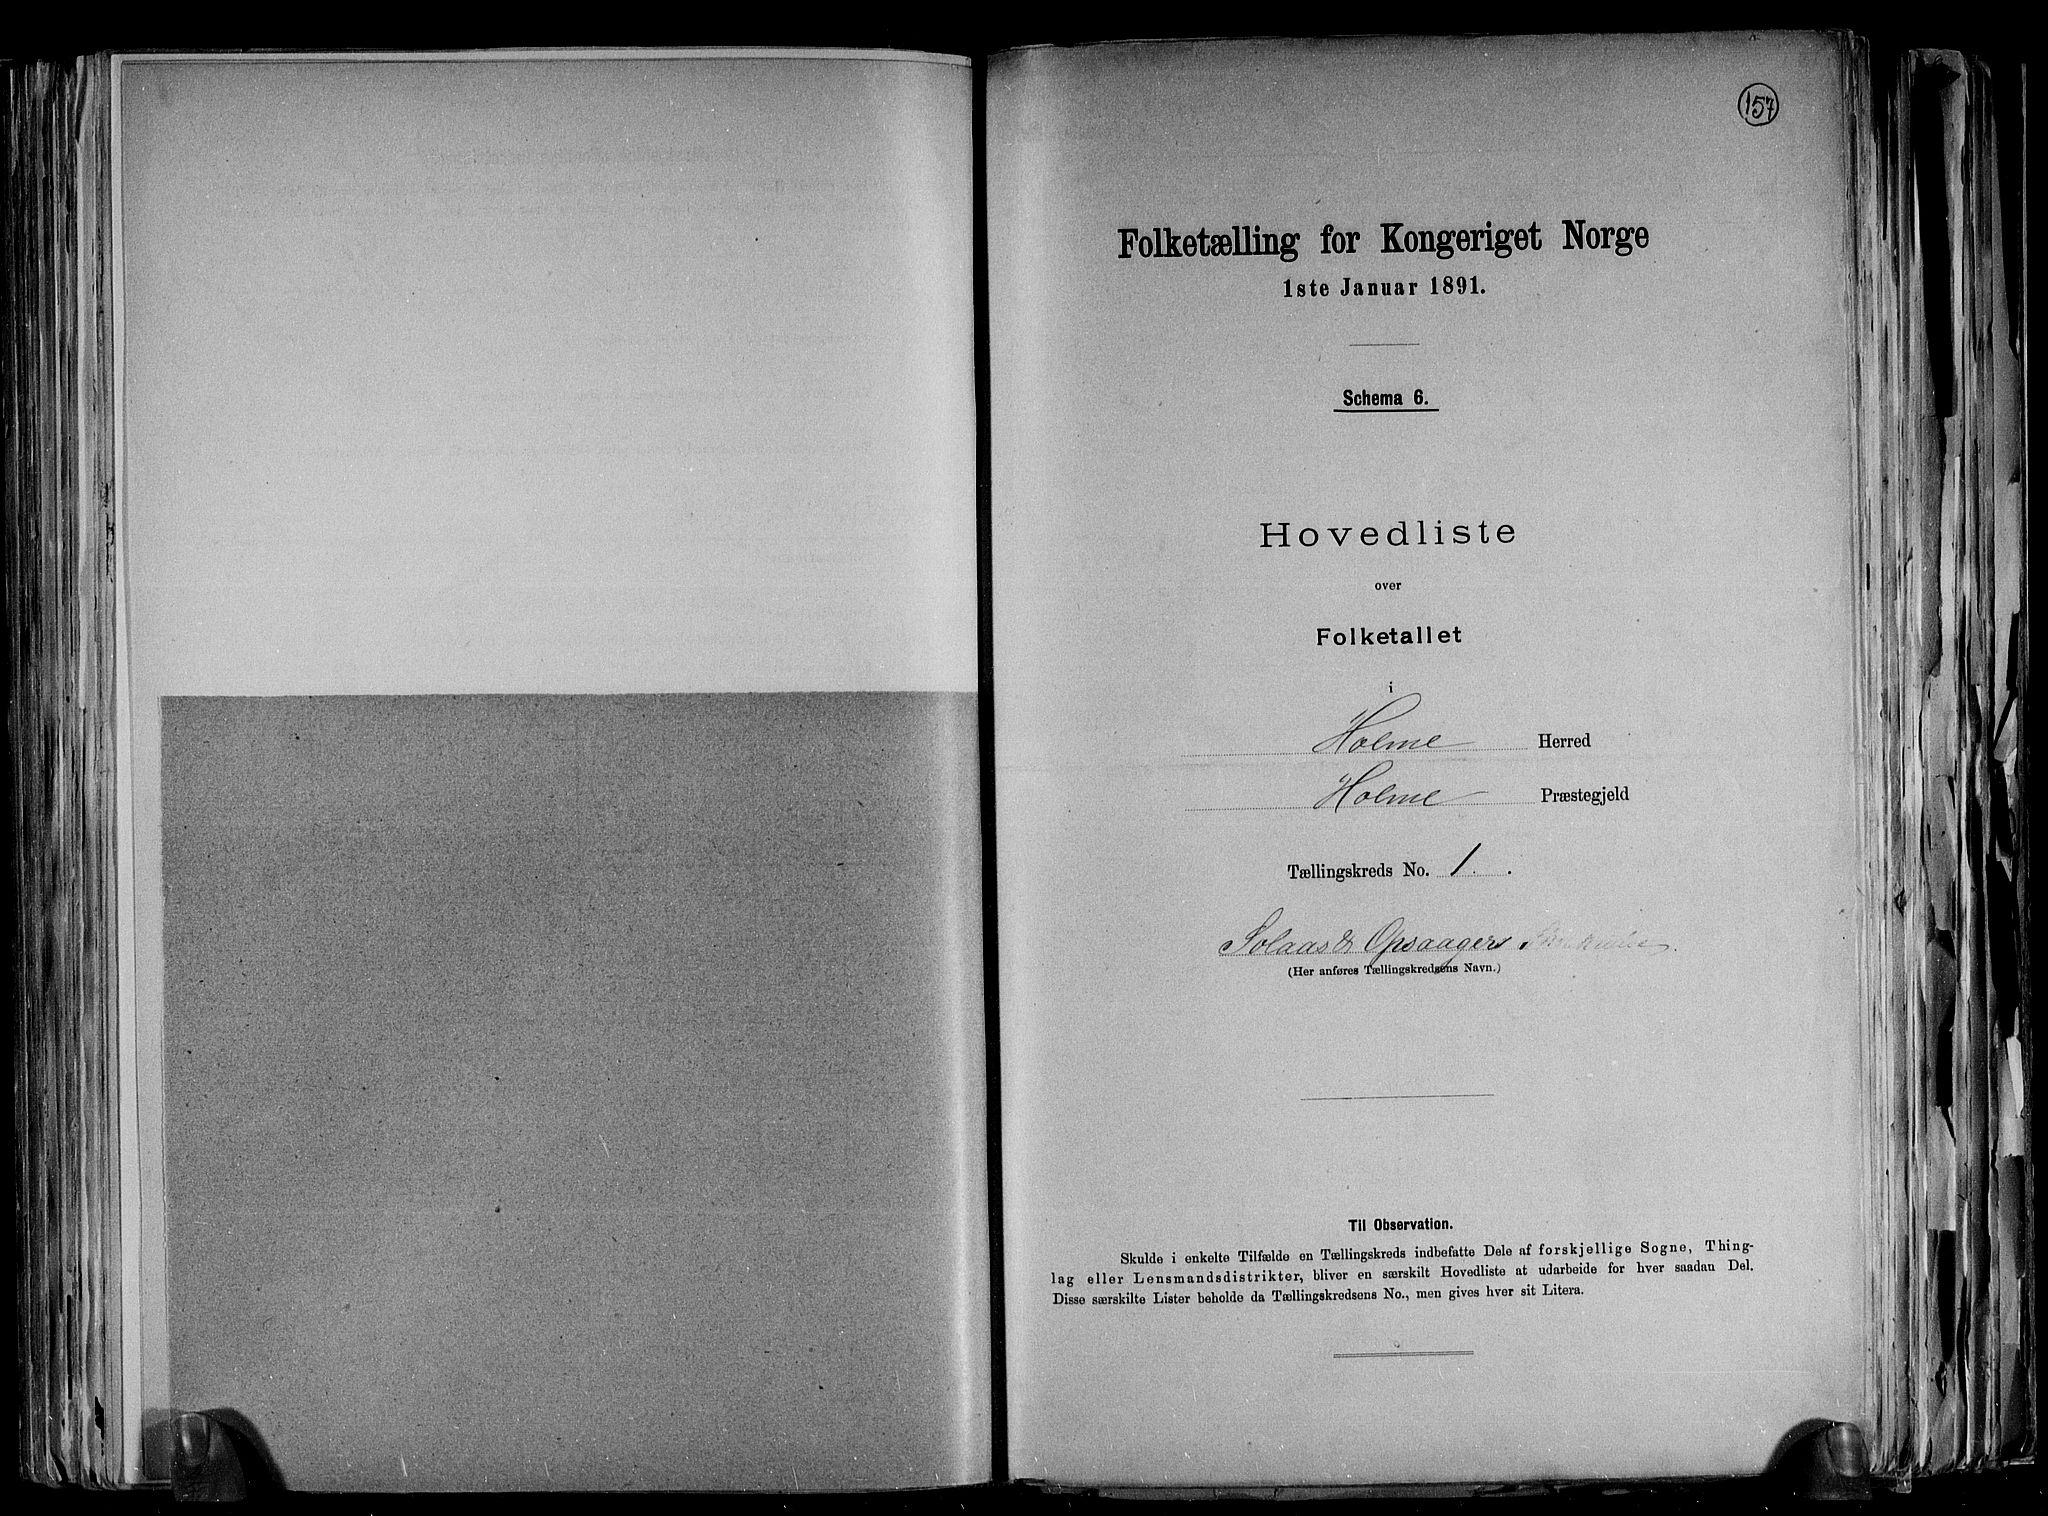 157
Folketælling for Kongeriget Norge
1ste Januar 1891.
Schema 6.
Hovedliste
over
Folketallet
i
Holme Herred
Holme Præstegjeld
Tællingskreds No. 1.
Solaas & Opsaagers
(Her anføres Tællingskredsens Navn.)
Til Observation.
Skulde i enkelte Tilfælde en Tællingskreds indbefatte Dele af forskjellige Sogne, Thing-
lag eller Lensmandsdistrikter, bliver en særskilt Hovedliste at udarbeide for hver saadan Del.
Disse særskilte Lister beholde da Tællingskredsens No., men gives hver sit Litera.